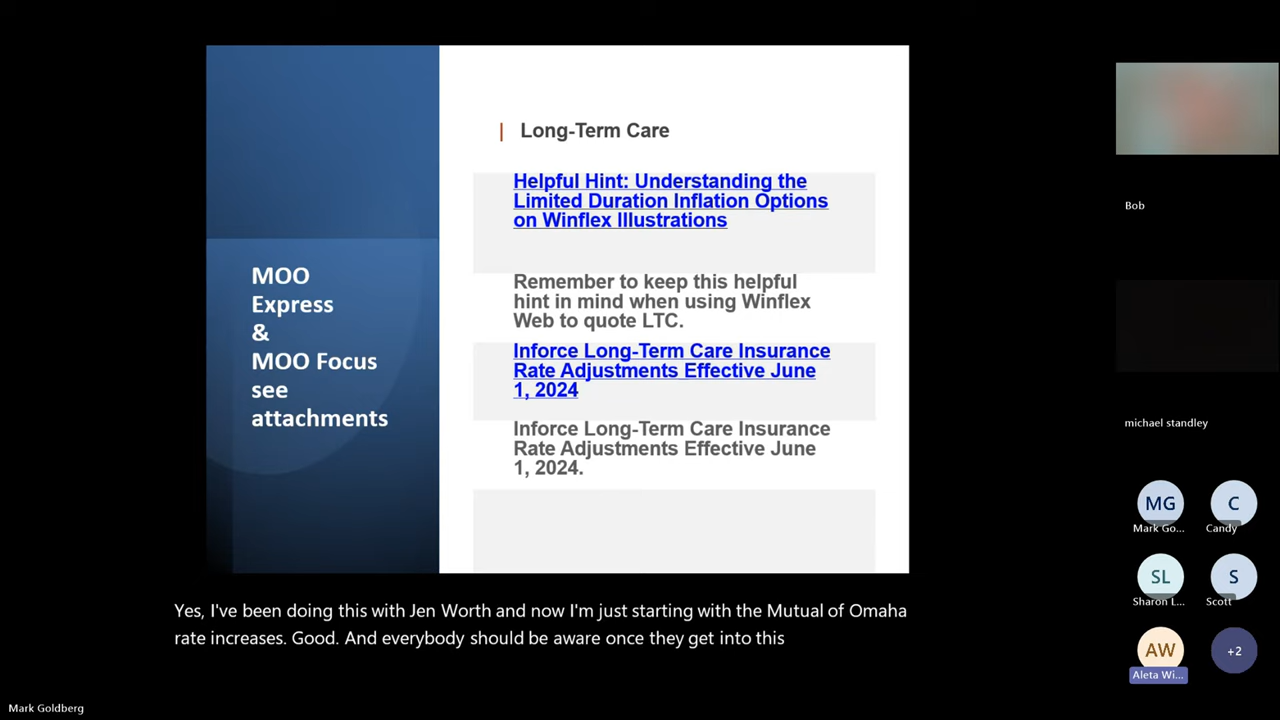 Long-Term Care
Helpful Hint: Understanding the
Limited Duration Inflation Options
on Winflex Illustrations
Remember to keep this helpful
hint in mind when using Winflex
Web to quote LTC.
Inforce Long-Term Care Insurance
Rate Adjustments Effective June
1, 2024
Inforce Long-Term Care Insurance
Rate Adjustments Effective June
1, 2024.
MOO
Express
&
MOO Focus
see
attachments
Yes, I've been doing this with Jen Worth and now I'm just starting with the Mutual of Omaha
rate increases. Good. And everybody should be aware once they get into this
Mark Goldberg
Bob
michael standley
MG
Mark Go...
C
Candy
SL
Sharon L...
S
Scott
AW
Aleta Wi...
+2